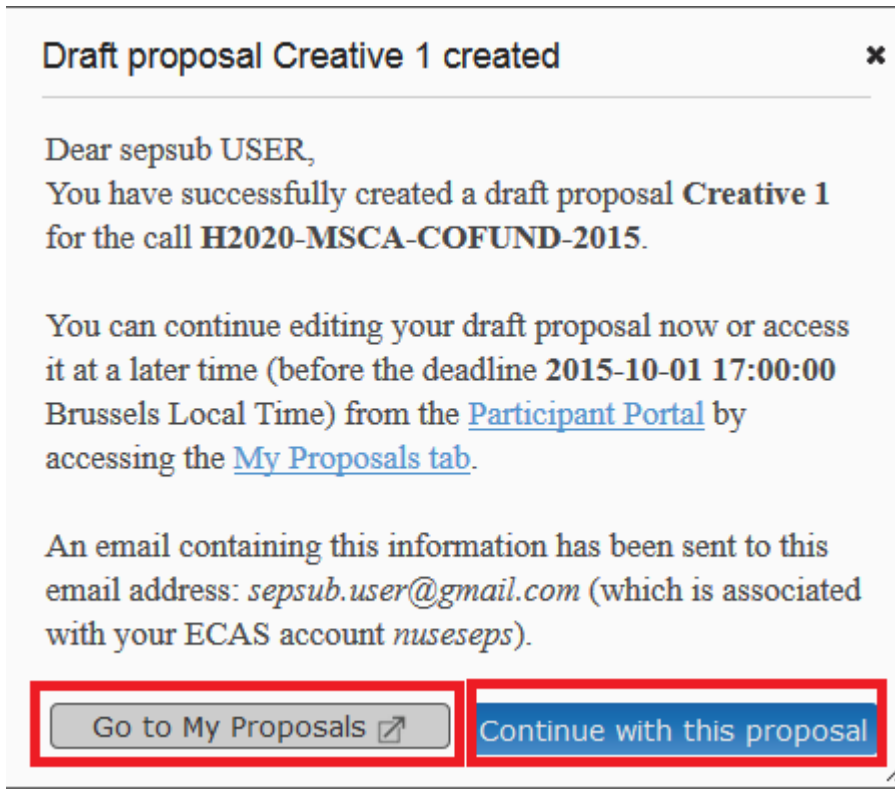 Draft proposal Creative 1 created
Dear sepsub USER,
You have successfully created a draft proposal Creative 1
for the call H2020-MSCA-COFUND-2015.
You can continue editing your draft proposal now or access
it at a later time (before the deadline 2015-10-01 17:00:00
Brussels Local Time) from the Participant Portal by
accessing the My Proposals tab.
An email containing this information has been sent to this
email address: sepsub.user@gmail.com (which is associated
with your ECAS account nuseseps).
Go to My Proposals
Continue with this proposal